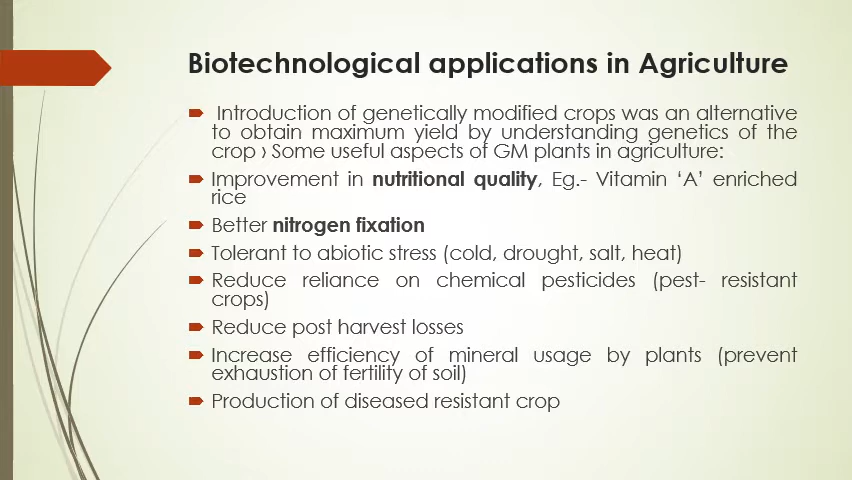 Biotechnological applications in Agriculture
Introduction of genetically modified crops was an alternative
to obtain maximum yield by understanding genetics of the
crop › Some useful aspects of GM plants in agriculture:
Improvement in nutritional quality, Eg.- Vitamin ‘A’ enriched
rice
Better nitrogen fixation
Tolerant to abiotic stress (cold, drought, salt, heat)
Reduce reliance on chemical pesticides (pest- resistant
crops)
Reduce post harvest losses
Increase efficiency of mineral usage by plants (prevent
exhaustion of fertility of soil)
Production of diseased resistant crop